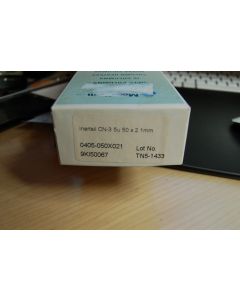 Inertsil CN-3 5u 50 x 2.1mm
0405-050X021 Lot No.
9KI50067 TN5-1433